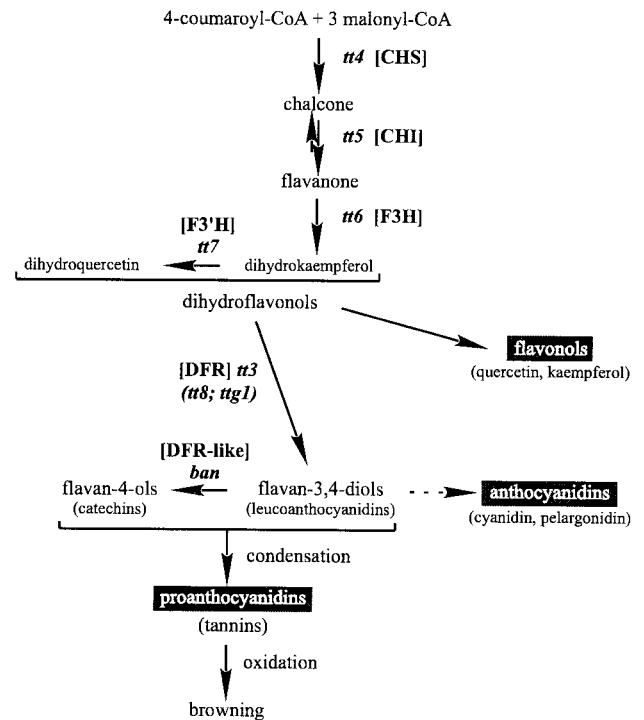 4-coumaroyl-CoA + 3 malonyl-CoA
tt4 [CHS]
chalcone
tt5 [CHI]
flavanone
tt6 [F3H]
[F3'H]
tt7
dihydroquercetin
dihydrokaempferol
dihydroflavonols
flavonols
(quercetin, kaempferol)
[DFR] tt3
(tt8; ttg1)
[DFR-like]
ban
flavan-4-ols
(catechins)
flavan-3,4-diols
(leucoanthocyanidins)
anthocyanidins
(cyanidin, pelargonidin)
condensation
proanthocyanidins
(tannins)
oxidation
browning